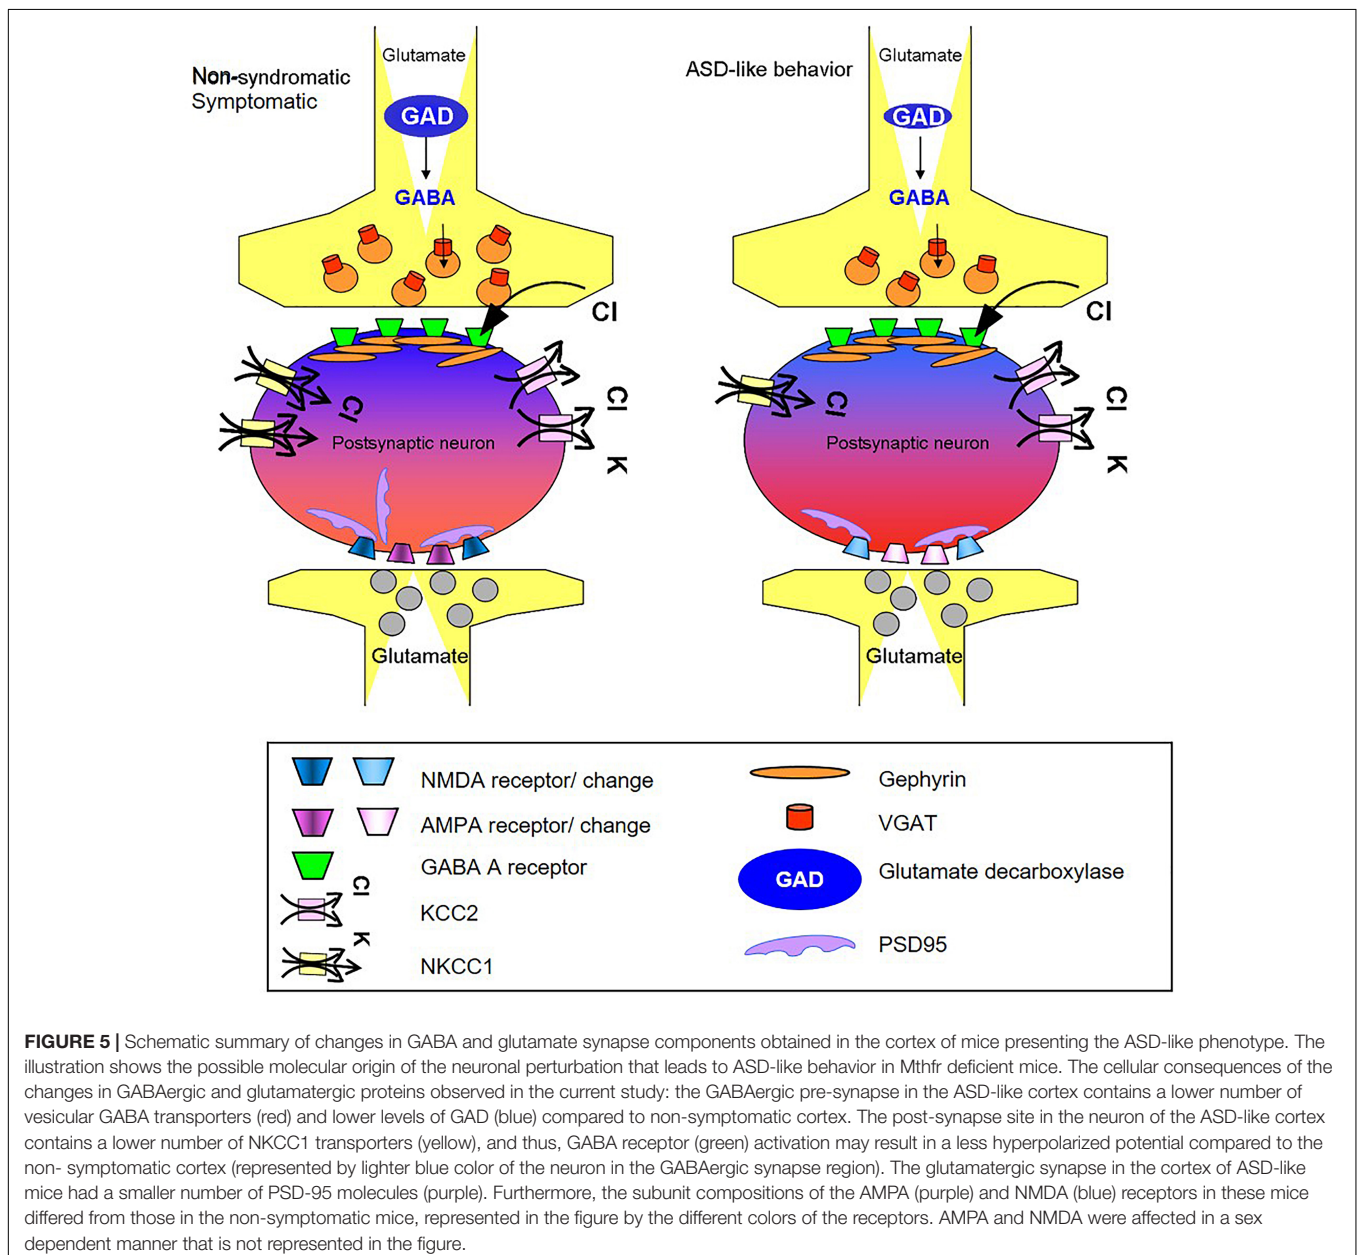 Non-syndromatic
Symptomatic
Glutamate
GAD
GABA
Cl
Cl
Cl
K
Postsynaptic neuron
Glutamate
ASD-like behavior
Glutamate
GAD
GABA
Cl
Cl
Cl
K
Postsynaptic neuron
Glutamate
NMDA receptor/ change
AMPA receptor/ change
GABA A receptor
Cl
KCC2
K
NKCC1
Gephyrin
VGAT
GAD
Glutamate decarboxylase
PSD95
FIGURE 5 | Schematic summary of changes in GABA and glutamate synapse components obtained in the cortex of mice presenting the ASD-like phenotype. The
illustration shows the possible molecular origin of the neuronal perturbation that leads to ASD-like behavior in Mthfr deficient mice. The cellular consequences of the
changes in GABAergic and glutamatergic proteins observed in the current study: the GABAergic pre-synapse in the ASD-like cortex contains a lower number of
vesicular GABA transporters (red) and lower levels of GAD (blue) compared to non-symptomatic cortex. The post-synapse site in the neuron of the ASD-like cortex
contains a lower number of NKCC1 transporters (yellow), and thus, GABA receptor (green) activation may result in a less hyperpolarized potential compared to the
non- symptomatic cortex (represented by lighter blue color of the neuron in the GABAergic synapse region). The glutamatergic synapse in the cortex of ASD-like
mice had a smaller number of PSD-95 molecules (purple). Furthermore, the subunit compositions of the AMPA (purple) and NMDA (blue) receptors in these mice
differed from those in the non-symptomatic mice, represented in the figure by the different colors of the receptors. AMPA and NMDA were affected in a sex
dependent manner that is not represented in the figure.